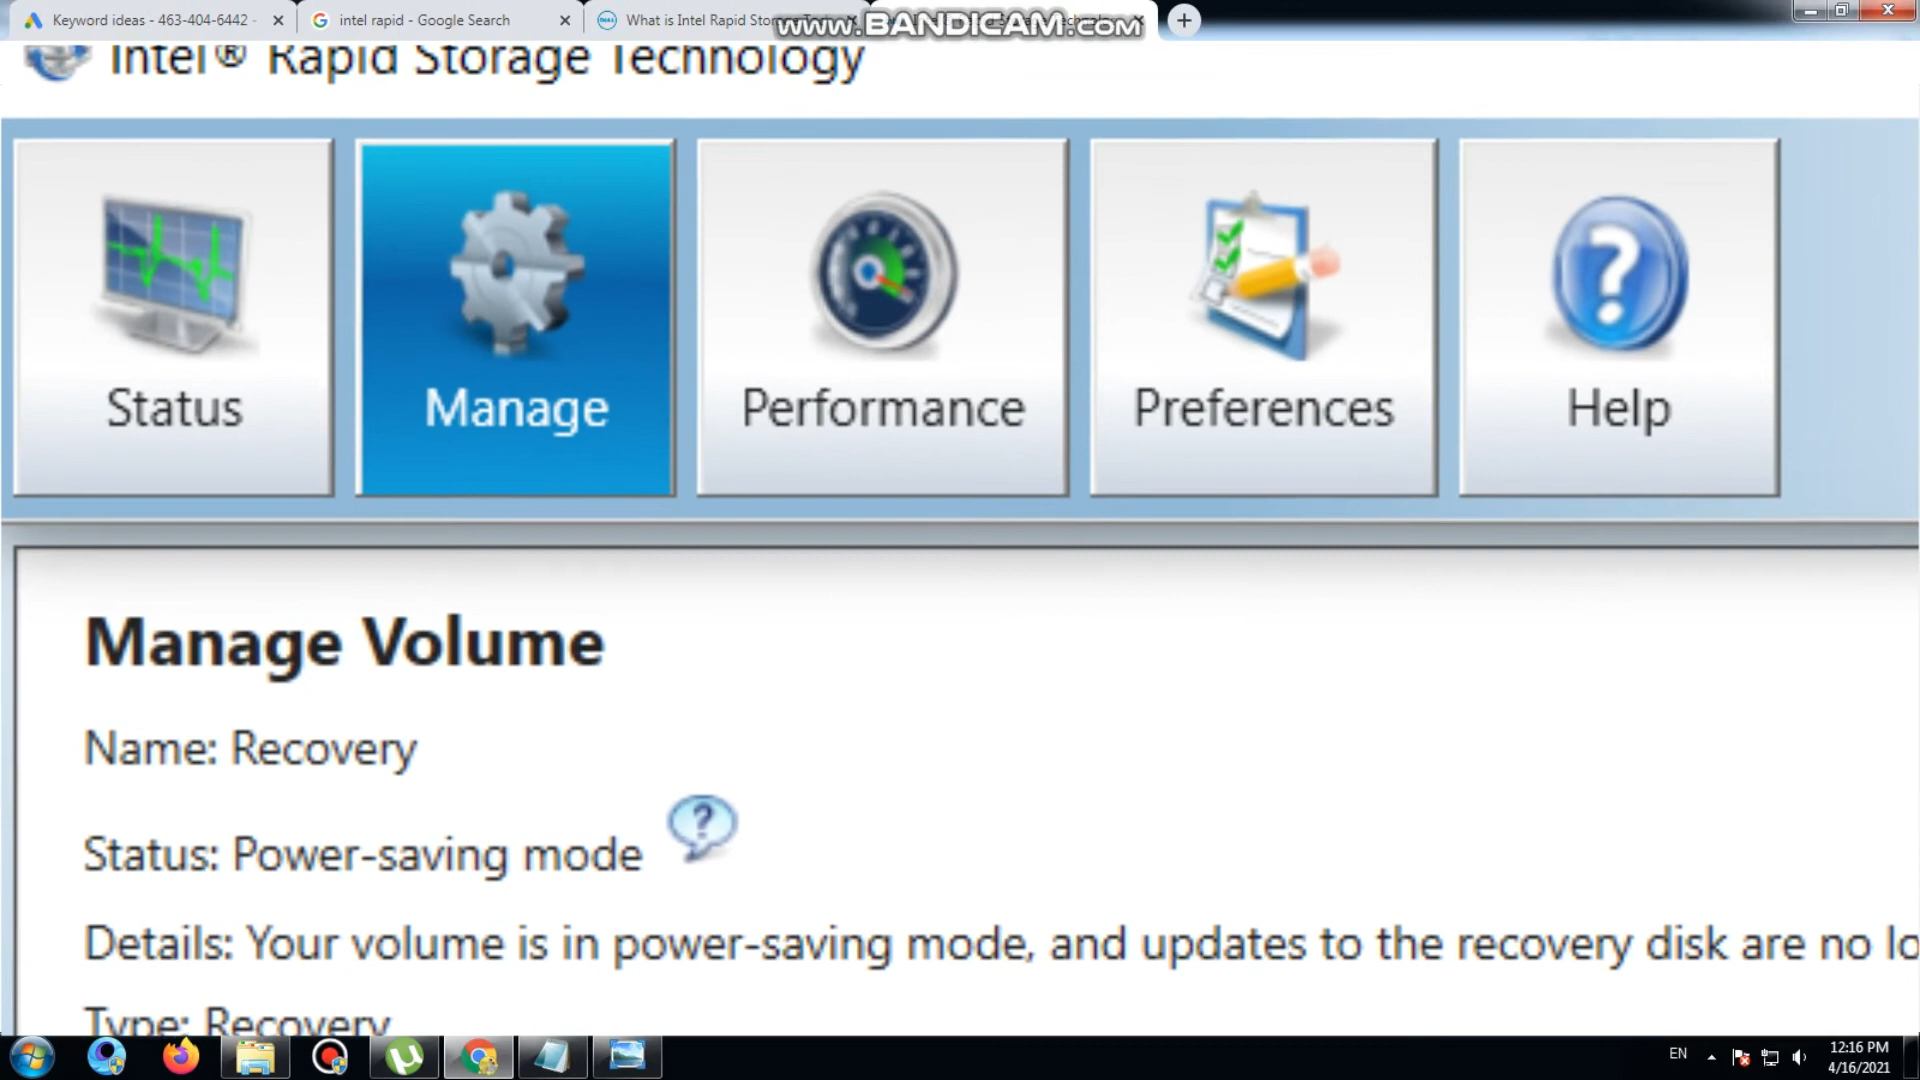 Keyword ideas - 463-404-6442 -
intel rapid - Google Search
What is Intel Rapid Sto
www.BANDICAM.com
Intel® Rapid Storage Technology
Status
Manage
Performance
Preferences
Help
Manage Volume
Name: Recovery
Status: Power-saving mode
Details: Your volume is in power-saving mode, and updates to the recovery disk are no lo
Type: Recovery
EN
12:16 PM
4/16/2021